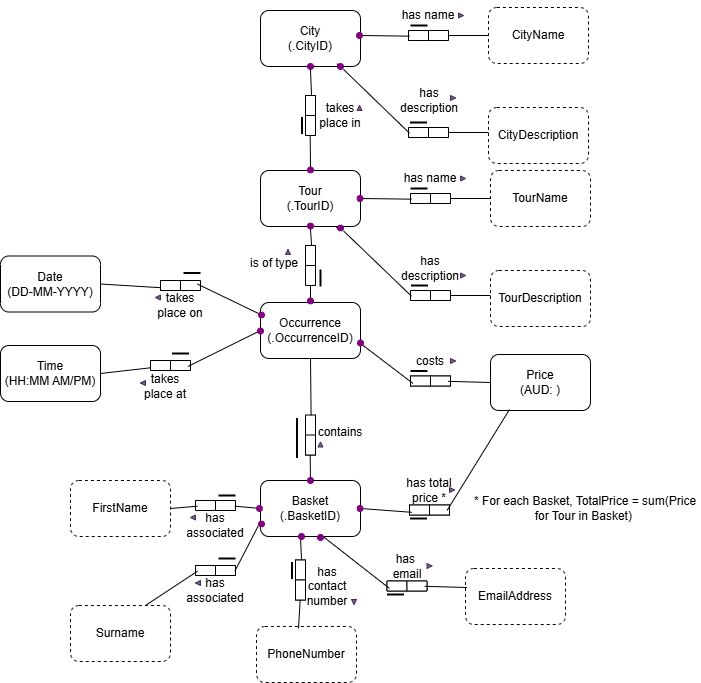 has name
City
(.CityID)
CityName
has
description
takes
place in
CityDescription
has name
Tour
(.TourID)
TourName
is of type
has
description
Date
(DD-MM-YYYY)
takes
place on
TourDescription
Occurrence
(.OccurrenceID)
Time
(HH:MM AM/PM)
takes
place at
costs
Price
(AUD: )
contains
has total
price *
* For each Basket, TotalPrice = sum(Price
for Tour in Basket)
FirstName
has
associated
Basket
(.BasketID)
has
associated
has
contact
number
has
email
EmailAddress
Surname
PhoneNumber